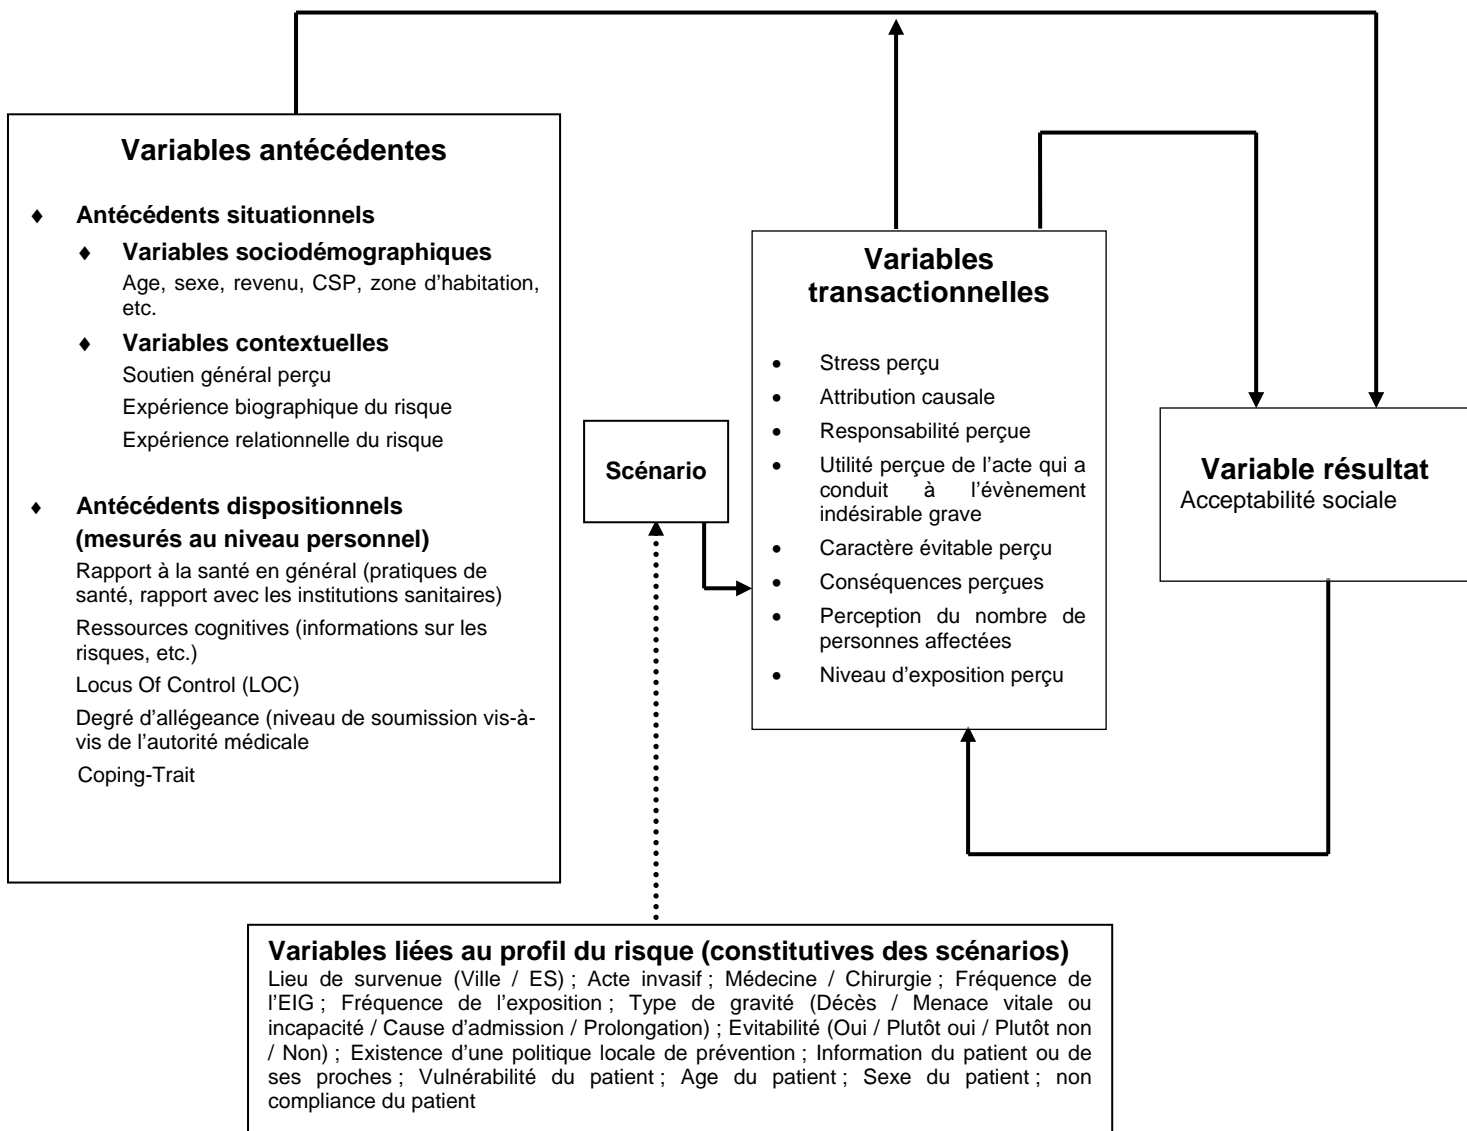 Variables antécédentes
♦ Antécédents situationnels
♦ Variables sociodémographiques
Age, sexe, revenu, CSP, zone d’habitation,
etc.
♦ Variables contextuelles
Soutien général perçu
Expérience biographique du risque
Expérience relationnelle du risque
♦ Antécédents dispositionnels
(mesurés au niveau personnel)
Rapport à la santé en général (pratiques de
santé, rapport avec les institutions sanitaires)
Ressources cognitives (informations sur les
risques, etc.)
Locus Of Control (LOC)
Degré d’allégeance (niveau de soumission vis-à-
vis de l’autorité médicale
Coping-Trait
Scénario
Variables
transactionnelles
• Stress perçu
• Attribution causale
• Responsabilité perçue
• Utilité perçue de l’acte qui a
conduit à l’évènement
indésirable grave
• Caractère évitable perçu
• Conséquences perçues
• Perception du nombre de
personnes affectées
• Niveau d’exposition perçu
Variable résultat
Acceptabilité sociale
Variables liées au profil du risque (constitutives des scénarios)
Lieu de survenue (Ville / ES) ; Acte invasif ; Médecine / Chirurgie ; Fréquence de
l’EIG ; Fréquence de l’exposition ; Type de gravité (Décès / Menace vitale ou
incapacité / Cause d’admission / Prolongation) ; Evitabilité (Oui / Plutôt oui / Plutôt non
/ Non) ; Existence d’une politique locale de prévention ; Information du patient ou de
ses proches ; Vulnérabilité du patient ; Age du patient ; Sexe du patient ; non
compliance du patient